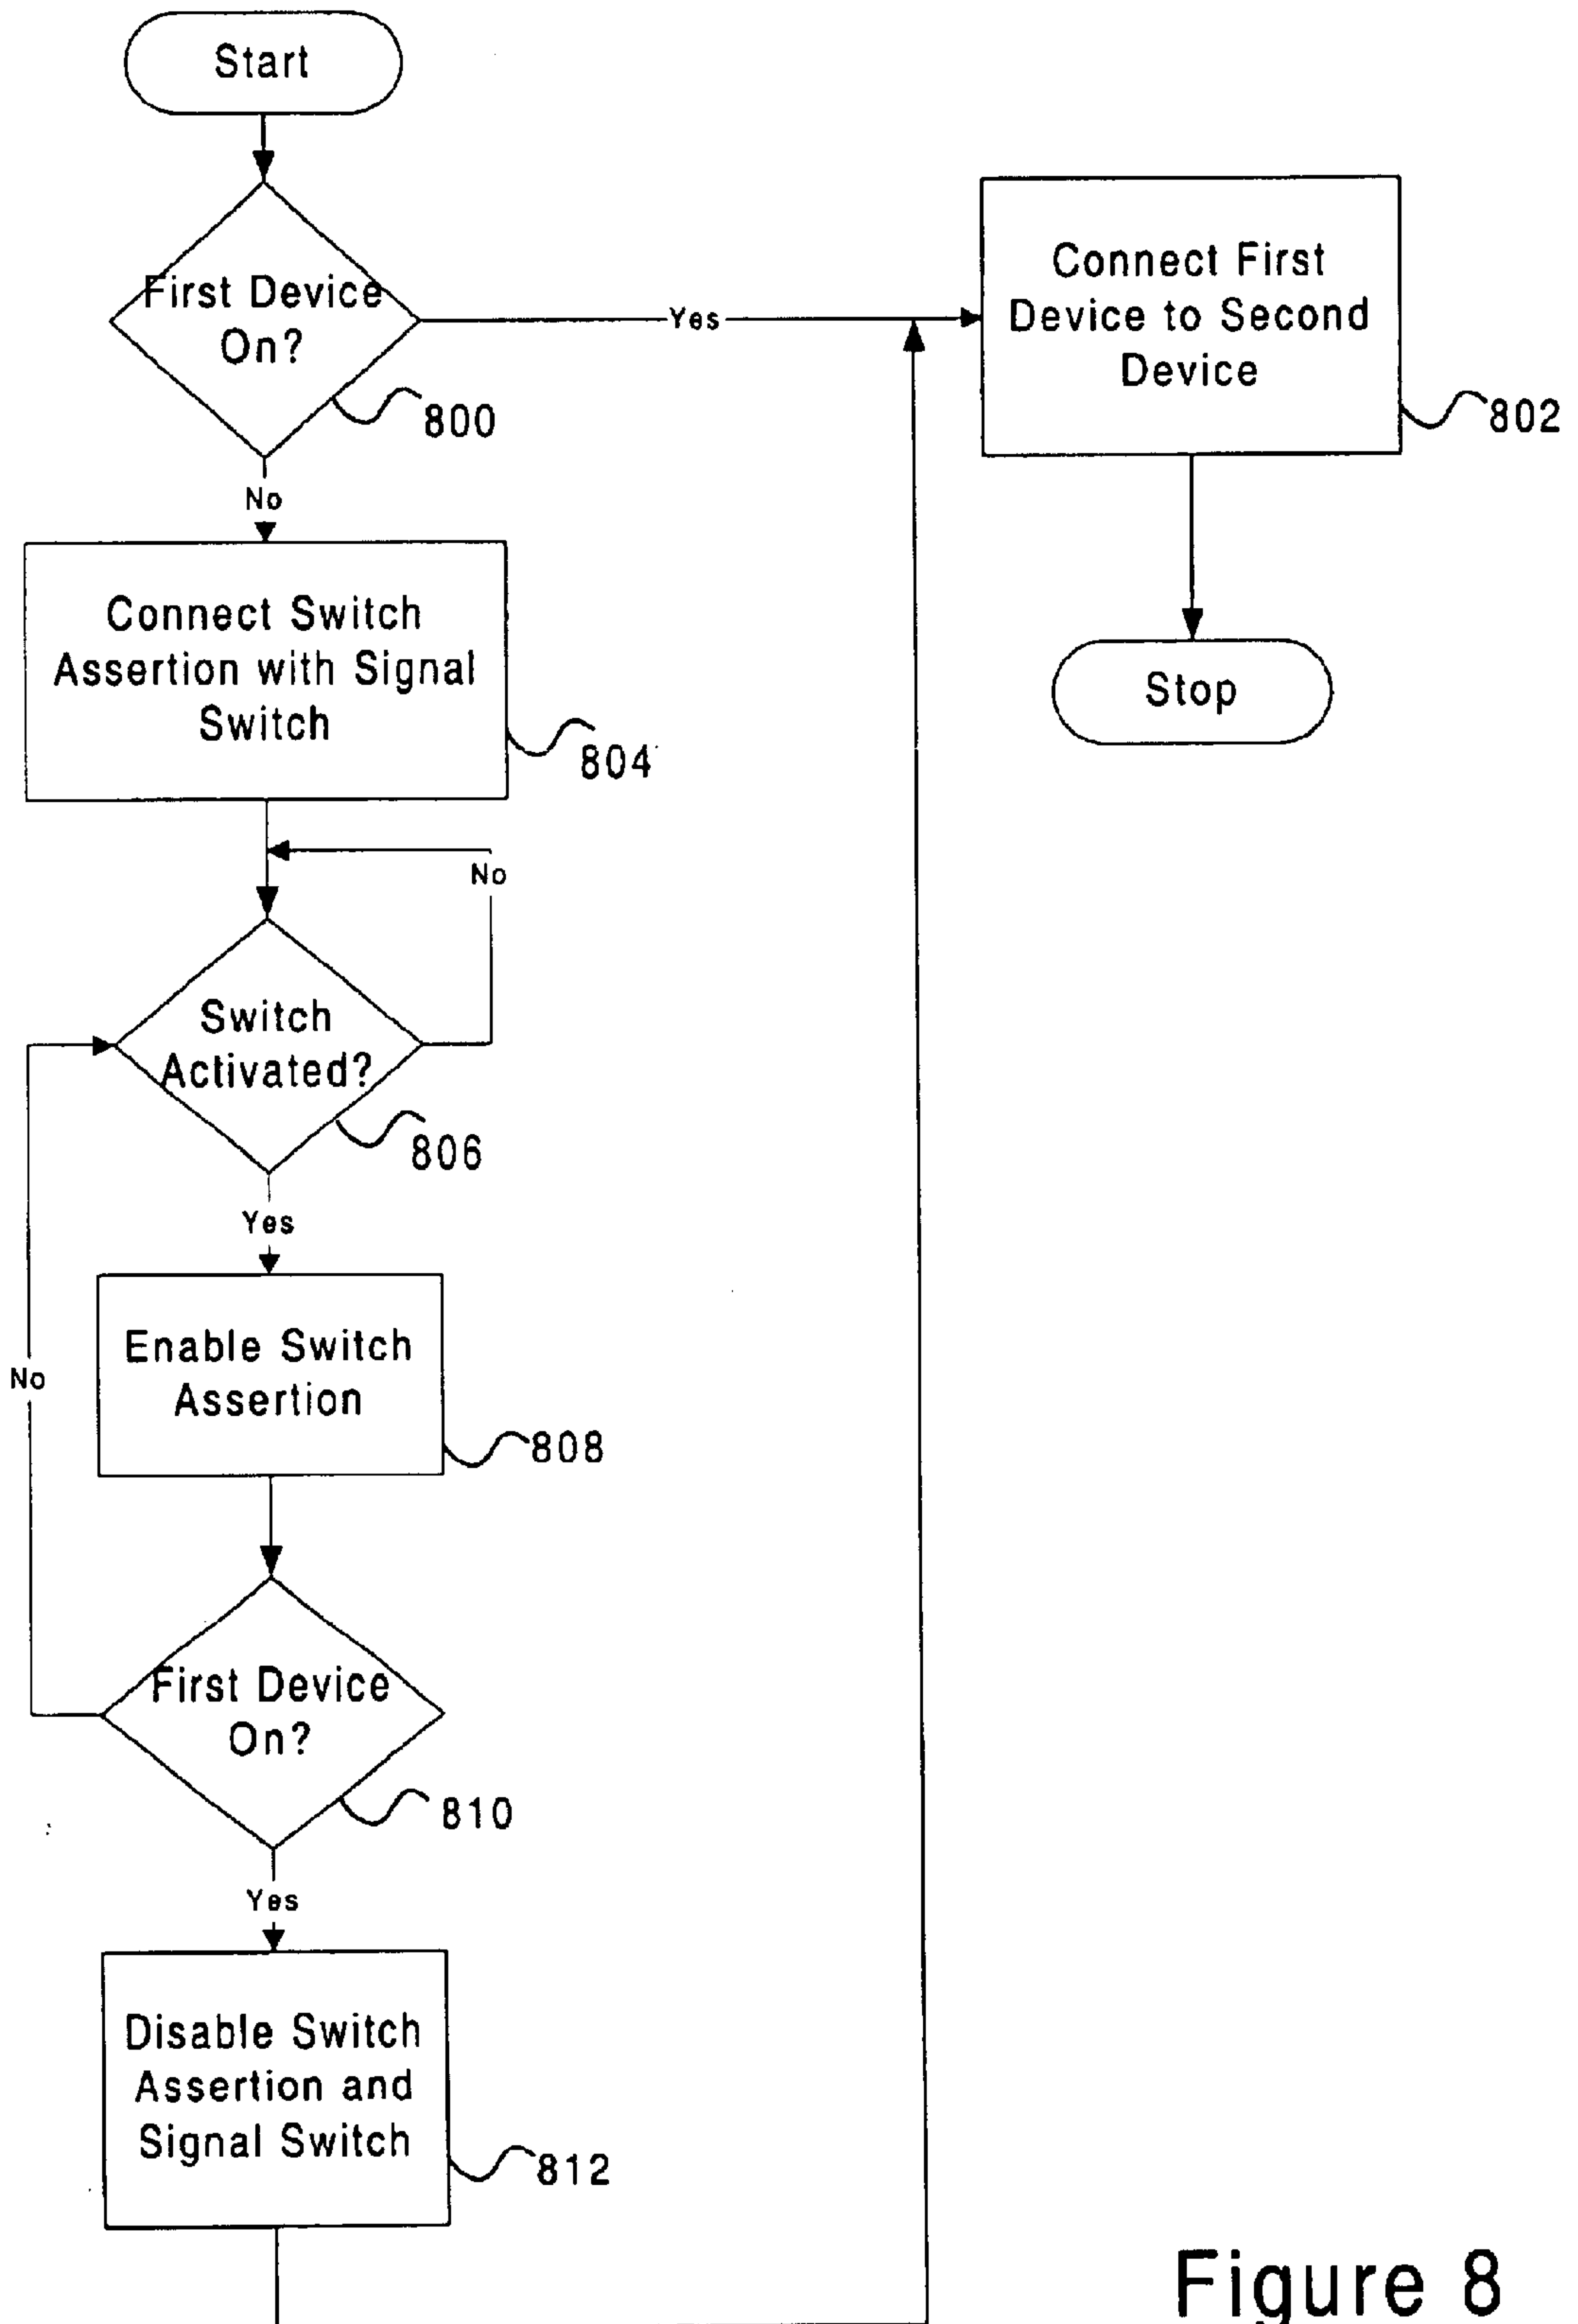 Start
First Device
On?
800
Yes
Connect First
Device to Second
Device
802
Stop
No
Connect Switch
Assertion with Signal
Switch
804
No
Switch
Activated?
806
Yes
Enable Switch
Assertion
808
No
First Device
On?
810
Yes
Disable Switch
Assertion and
Signal Switch
812
Figure 8